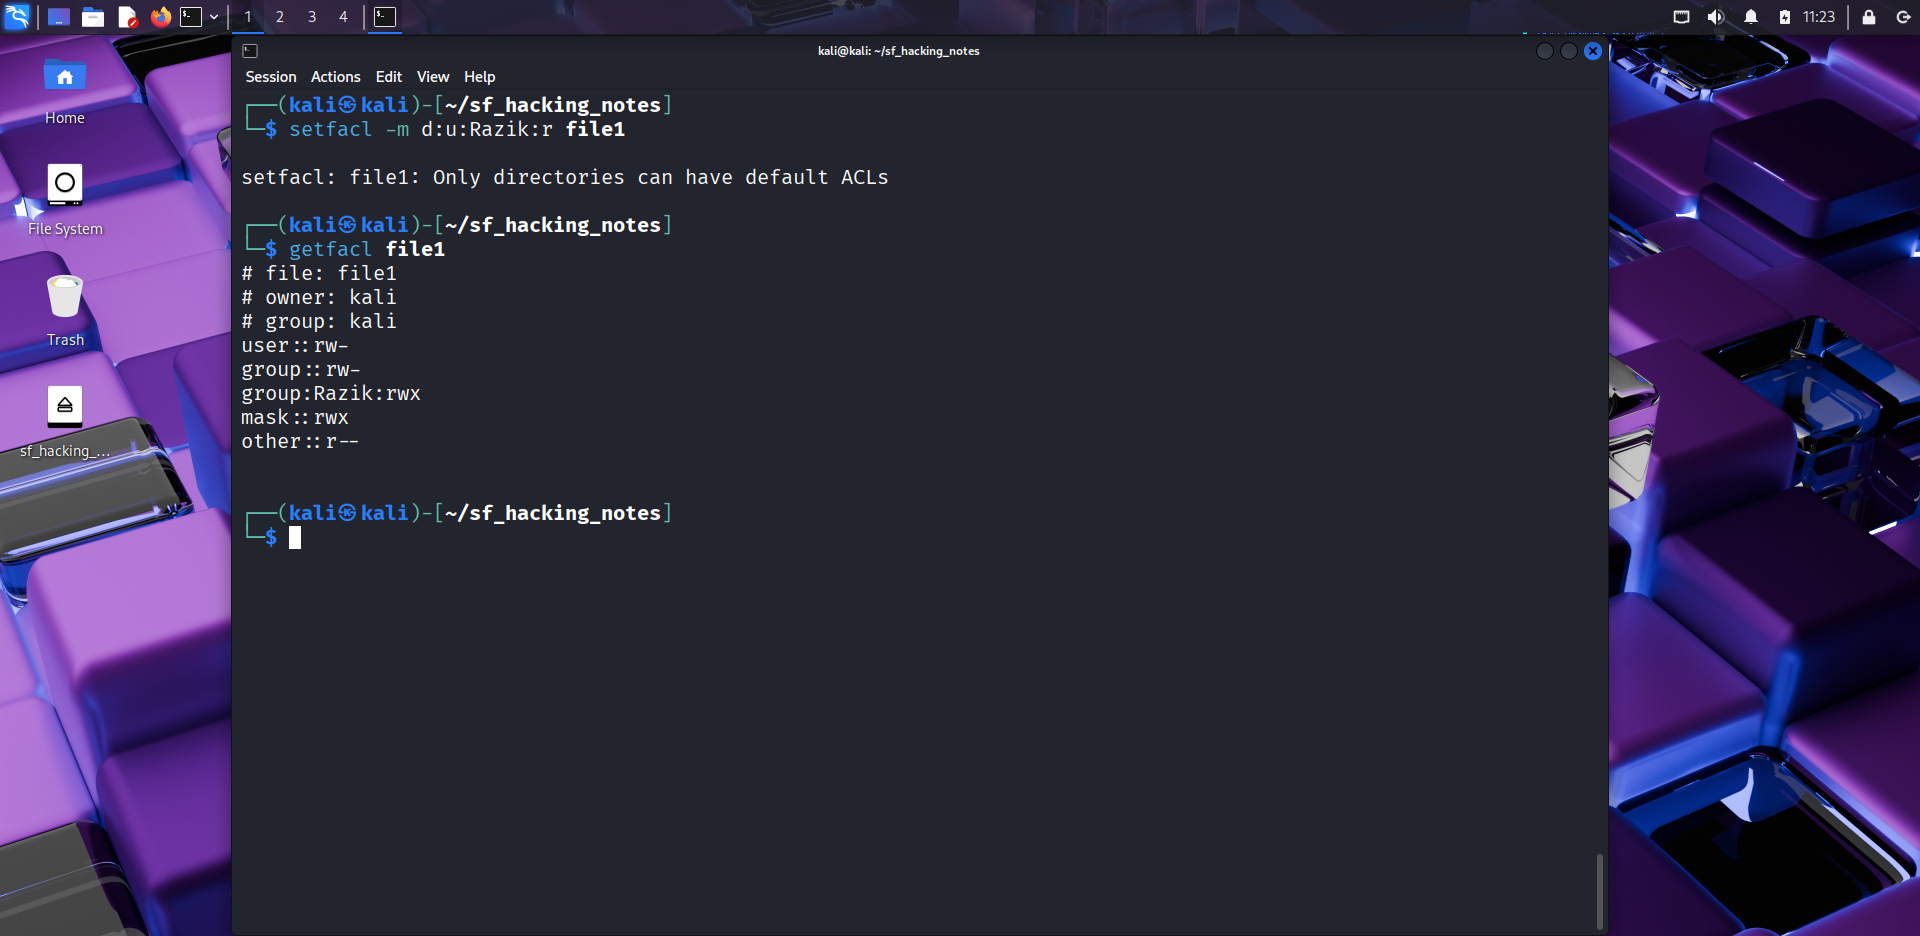 1 2 3 4
11:23
kali@kali: ~/sf_hacking_notes
Session Actions Edit View Help
Home
File System
Trash
sf_hacking_...
┌──(kali㉿kali)-[~/sf_hacking_notes]
└─$ setfacl -m d:u:Razik:r file1
setfacl: file1: Only directories can have default ACLs
┌──(kali㉿kali)-[~/sf_hacking_notes]
└─$ getfacl file1
# file: file1
# owner: kali
# group: kali
user::rw-
group::rw-
group:Razik:rwx
mask::rwx
other::r--
┌──(kali㉿kali)-[~/sf_hacking_notes]
└─$